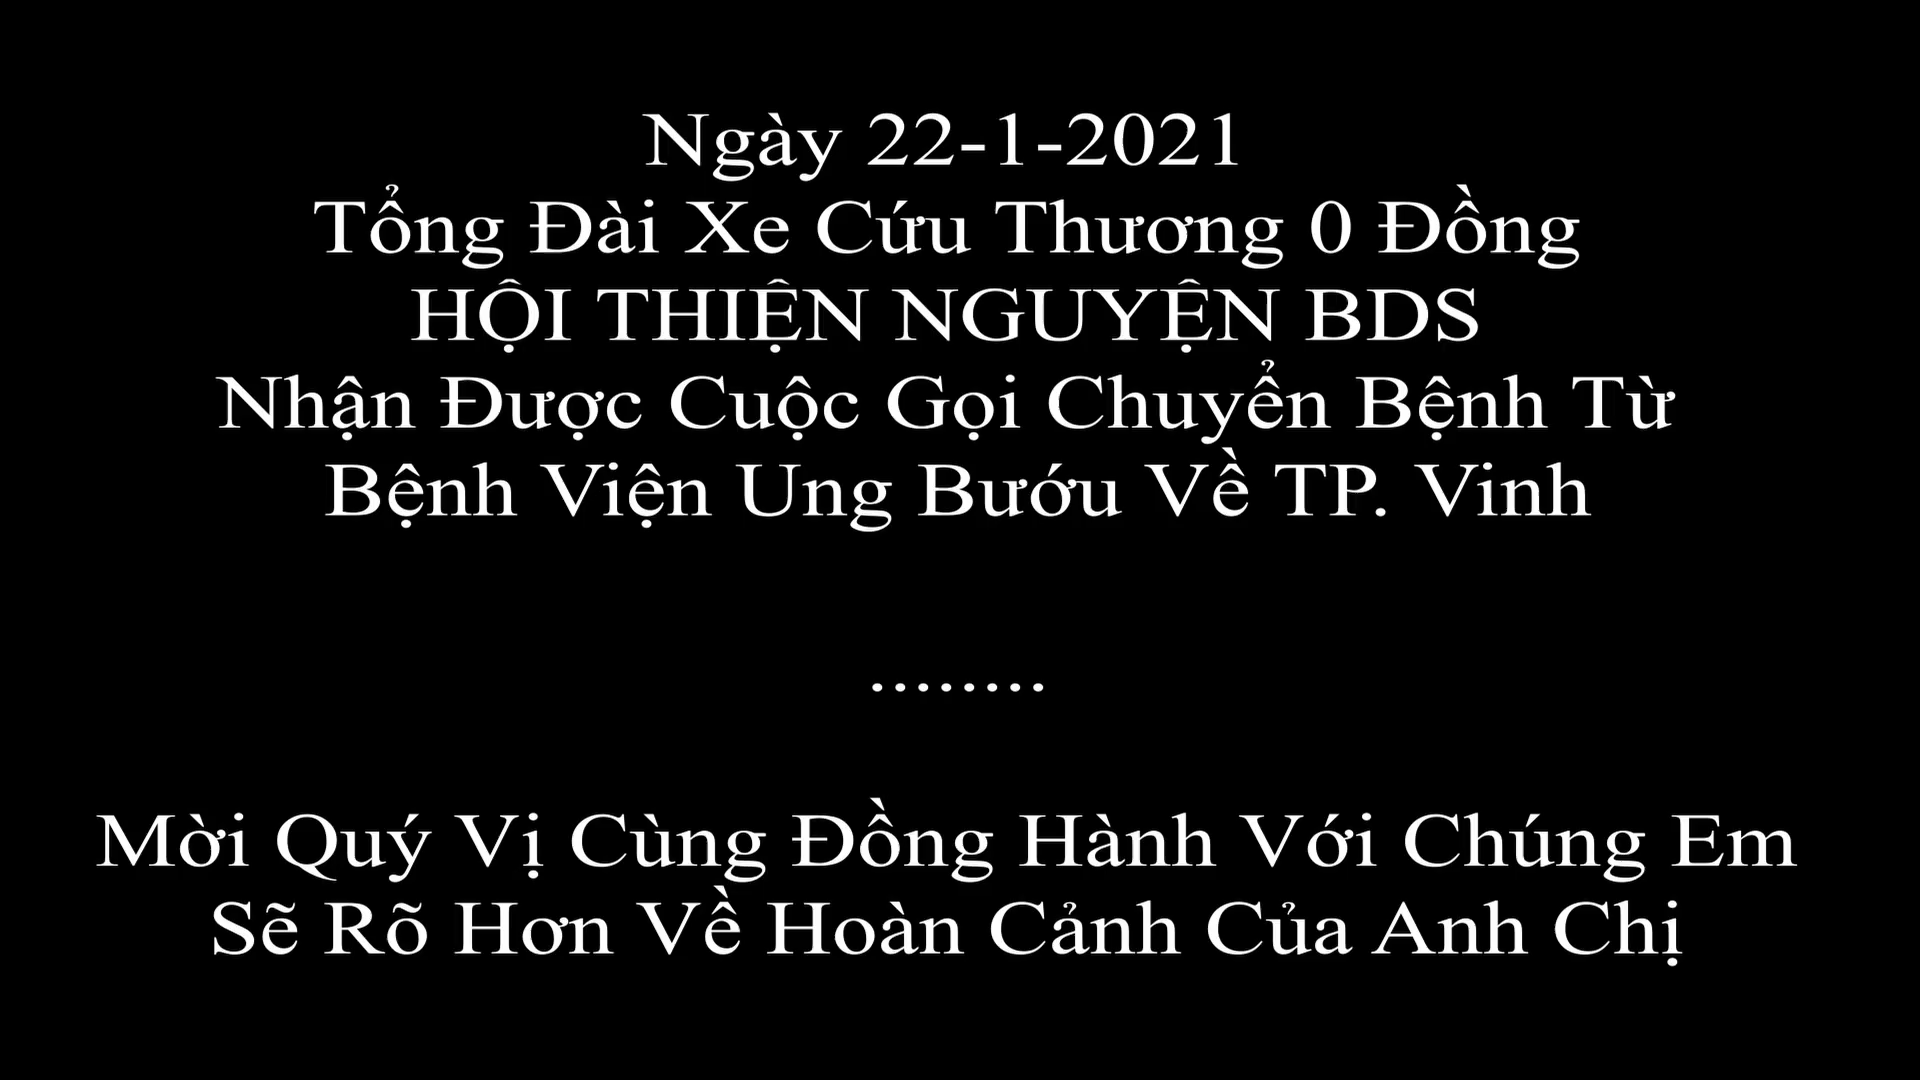 Ngày 22-1-2021
Tổng Đài Xe Cứu Thương 0 Đồng
HỘI THIỆN NGUYỆN BDS
Nhận Được Cuộc Gọi Chuyển Bệnh Từ
Bệnh Viện Ung Bướu Về TP. Vinh
........
Mời Quý Vị Cùng Đồng Hành Với Chúng Em
Sẽ Rõ Hơn Về Hoàn Cảnh Của Anh Chị